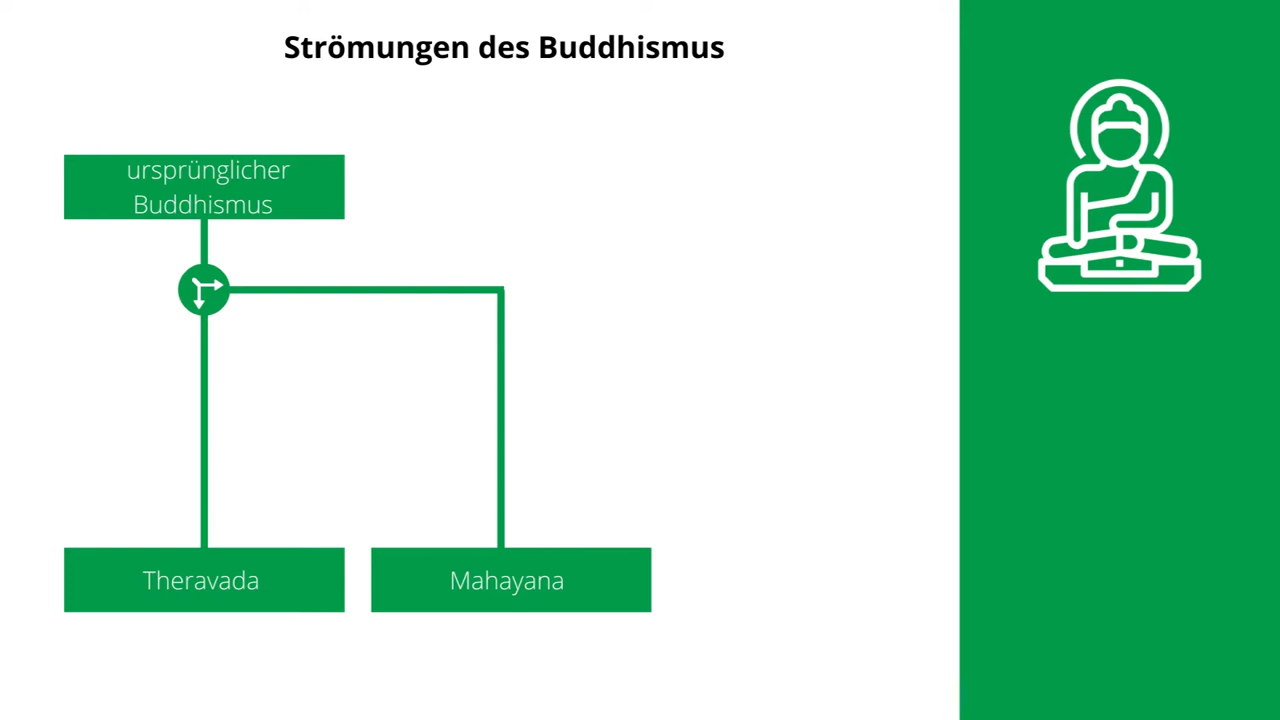 Strömungen des Buddhismus
ursprünglicher
Buddhismus
Theravada
Mahayana